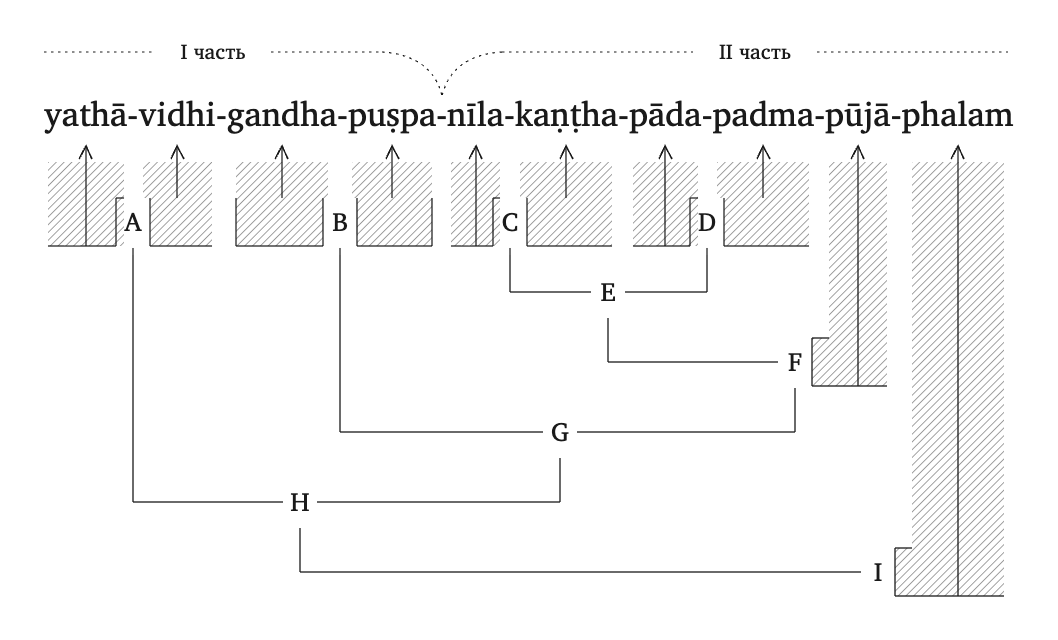 I часть II часть
yathā-vidhi-gandha-puṣpa-nīla-kaṇṭha-pāda-padma-pūjā-phalam
A B C D
E
F
G
H
I